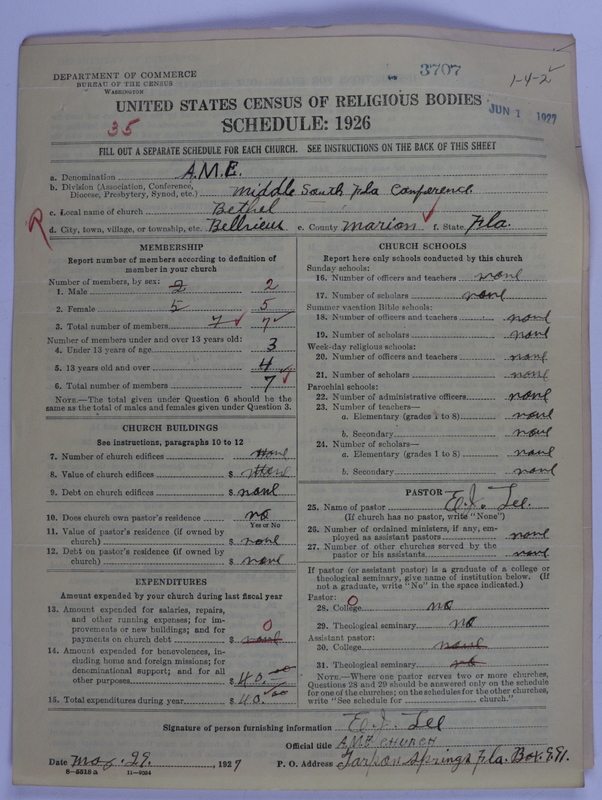 3707
1-4-2
DEPARTMENT OF COMMERCE
BUREAU OF THE CENSUS
WASHINGTON
UNITED STATES CENSUS OF RELIGIOUS BODIES
JUN 1 1927
35
SCHEDULE: 1926
FILL OUT A SEPARATE SCHEDULE FOR EACH CHURCH. SEE INSTRUCTIONS ON THE BACK OF THIS SHEET
a. Denomination A.M.E.
b. Division (Association, Conference, Diocese, Presbytery, Synod, etc.) Middle South Fla Conference
c. Local name of church Bethel
R d. City, town, village, or township, etc. e. County Marion f. State Fla.
MEMBERSHIP
Report number of members according to definition of
member in your church
Number of members, by sex:
1. Male 2 2
2. Female 5 5
3. Total number of members 7 7
Number of members under and over 13 years old:
4. Under 13 years of age 3
5. 13 years old and over 4
6. Total number of members 7
NOTE.—The total given under Question 6 should be the
same as the total of males and females given under Question 3.
CHURCH BUILDINGS
See instructions, paragraphs 10 to 12
7. Number of church edifices none
8. Value of church edifices $ none
9. Debt on church edifices $ none
10. Does church own pastor's residence no
Yes or No
11. Value of pastor's residence (if owned by
church) $ none
12. Debt on pastor's residence (if owned by
church) $ none
EXPENDITURES
Amount expended by your church during last fiscal year
13. Amount expended for salaries, repairs,
and other running expenses; for im-
provements or new buildings; and for 0
payments on church debt $ none
14. Amount expended for benevolences, in-
cluding home and foreign missions; for
denominational support; and for all
other purposes $ 40.00
15. Total expenditures during year $ 40.00
CHURCH SCHOOLS
Report here only schools conducted by this church
Sunday schools:
16. Number of officers and teachers none
17. Number of scholars none
Summer vacation Bible schools:
18. Number of officers and teachers none
19. Number of scholars none
Week-day religious schools:
20. Number of officers and teachers none
21. Number of scholars none
Parochial schools:
22. Number of administrative officers none
23. Number of teachers—
a. Elementary (grades 1 to 8) none
b. Secondary none
24. Number of scholars—
a. Elementary (grades 1 to 8) none
b. Secondary none
PASTOR
25. Name of pastor E. J. Lee.
(If church has no pastor, write "None")
26. Number of ordained ministers, if any, em-
ployed as assistant pastors none
27. Number of other churches served by the
pastor or his assistants none
If pastor (or assistant pastor) is a graduate of a college or
theological seminary, give name of institution below. (If
not a graduate, write "No" in the space indicated.)
Pastor: 0
28. College no
29. Theological seminary no
Assistant pastor:
30. College none
31. Theological seminary no
NOTE.—Where one pastor serves two or more churches,
Questions 28 and 29 should be answered only on the schedule
for one of the churches; on the schedules for the other churches,
write "See schedule for church."
Signature of person furnishing information E. J. Lee
Official title A.M.E CHURCH
Date 29. , 1927 P. O. Address Tarpon Springs Fla. Box 991.
8-5518a 11-9034